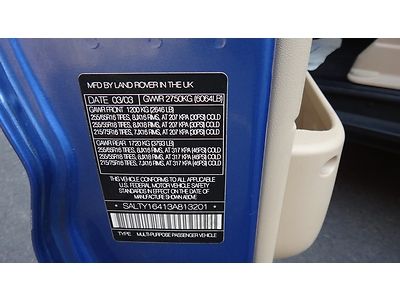 MFD BY LAND ROVER IN THE UK
DATE 03/03 GVWR 2750KG (6064LB)
GAWR FRONT 1200 KG (2646 LB)
255/65R16 TIRES, 8JX16 RIMS, AT 207 KPA (30PSI) COLD
255/55R18 TIRES, 8JX18 RIMS, AT 207 KPA (30PSI) COLD
215/75R16 TIRES, 7JX16 RIMS, AT 207 KPA (30PSI) COLD
GAWR REAR 1720 KG (3793 LB)
255/65R16 TIRES, 8JX16 RIMS, AT 317 KPA (46PSI) COLD
255/55R18 TIRES, 8JX18 RIMS, AT 317 KPA (46PSI) COLD
215/75R16 TIRES, 7JX16 RIMS, AT 317 KPA (46PSI) COLD
THIS VEHICLE CONFORMS TO ALL APPLICABLE
U.S. FEDERAL MOTOR VEHICLE SAFETY
STANDARDS IN EFFECT ON THE DATE OF
MANUFACTURE SHOWN ABOVE
SALTY16413A813201
TYPE MULTI-PURPOSE PASSENGER VEHICLE